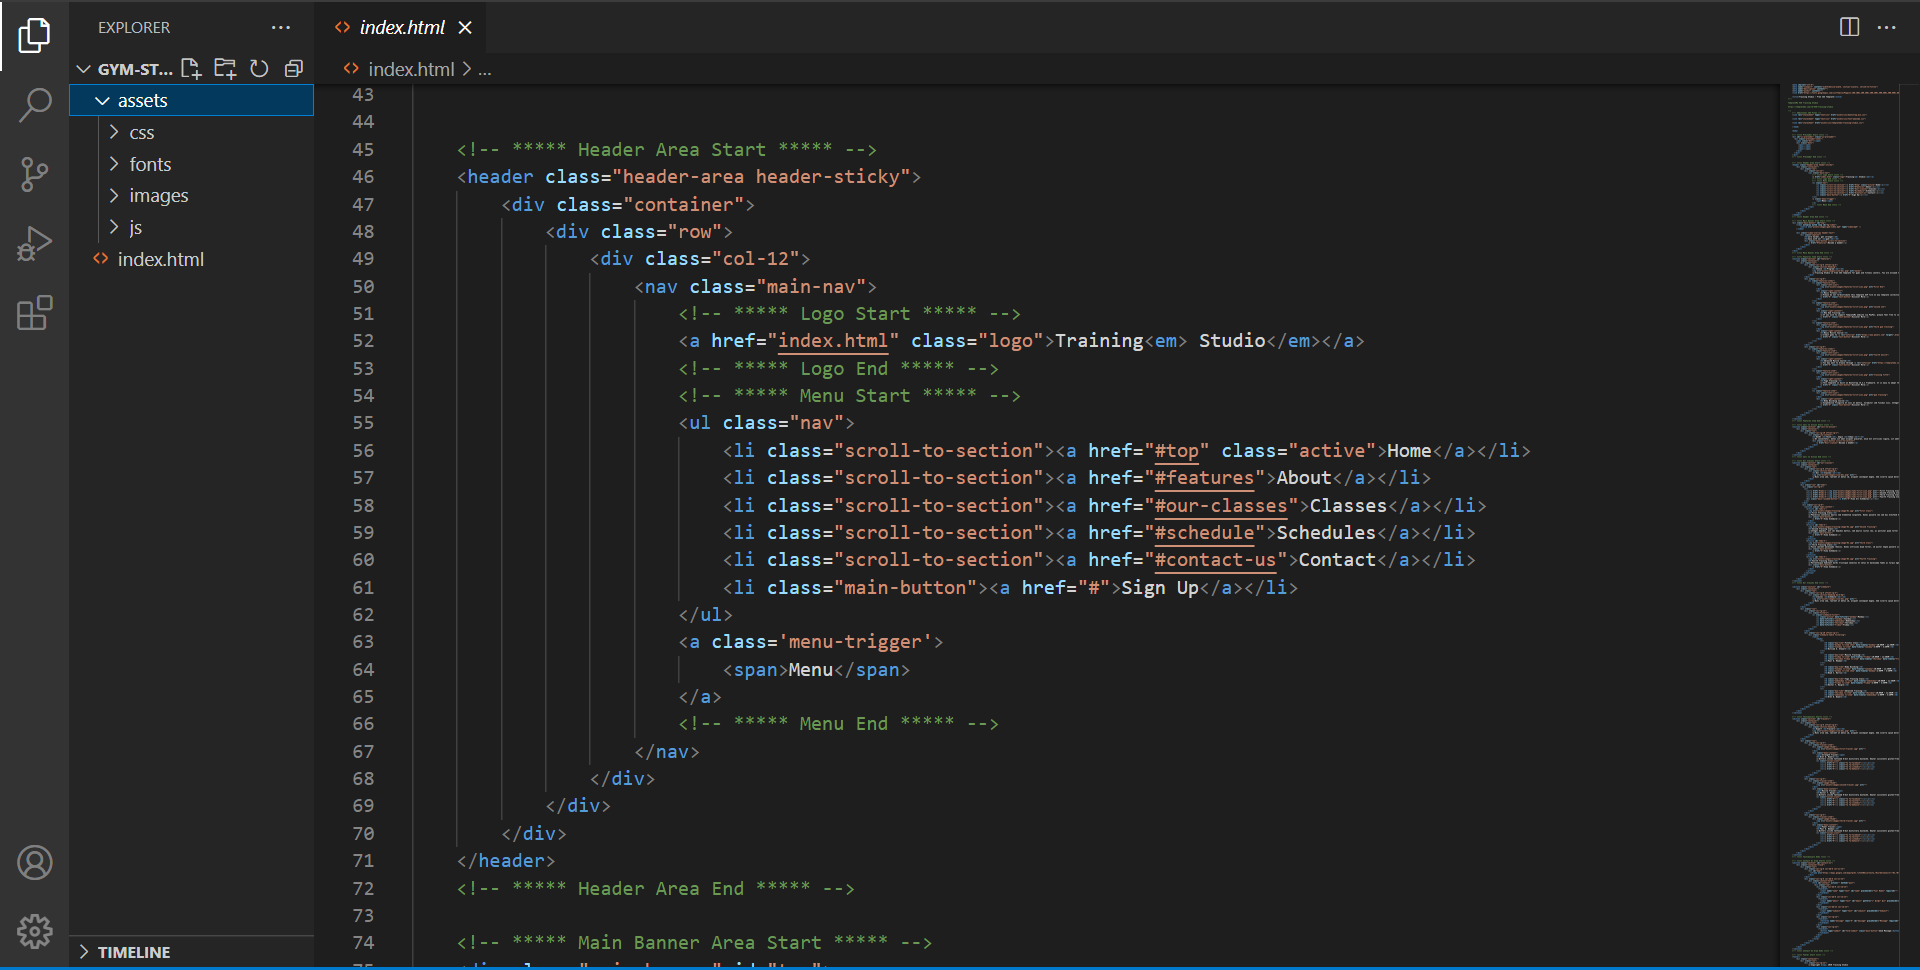 EXPLORER
GYM-ST...
assets
css
fonts
images
js
index.html
TIMELINE
index.html
index.html > ...
43
44
45 <!-- ***** Header Area Start ***** -->
46 <header class="header-area header-sticky">
47 <div class="container">
48 <div class="row">
49 <div class="col-12">
50 <nav class="main-nav">
51 <!-- ***** Logo Start ***** -->
52 <a href="index.html" class="logo">Training<em> Studio</em></a>
53 <!-- ***** Logo End ***** -->
54 <!-- ***** Menu Start ***** -->
55 <ul class="nav">
56 <li class="scroll-to-section"><a href="#top" class="active">Home</a></li>
57 <li class="scroll-to-section"><a href="#features">About</a></li>
58 <li class="scroll-to-section"><a href="#our-classes">Classes</a></li>
59 <li class="scroll-to-section"><a href="#schedule">Schedules</a></li>
60 <li class="scroll-to-section"><a href="#contact-us">Contact</a></li>
61 <li class="main-button"><a href="#">Sign Up</a></li>
62 </ul>
63 <a class='menu-trigger'>
64 <span>Menu</span>
65 </a>
66 <!-- ***** Menu End ***** -->
67 </nav>
68 </div>
69 </div>
70 </div>
71 </header>
72 <!-- ***** Header Area End ***** -->
73
74 <!-- ***** Main Banner Area Start ***** -->